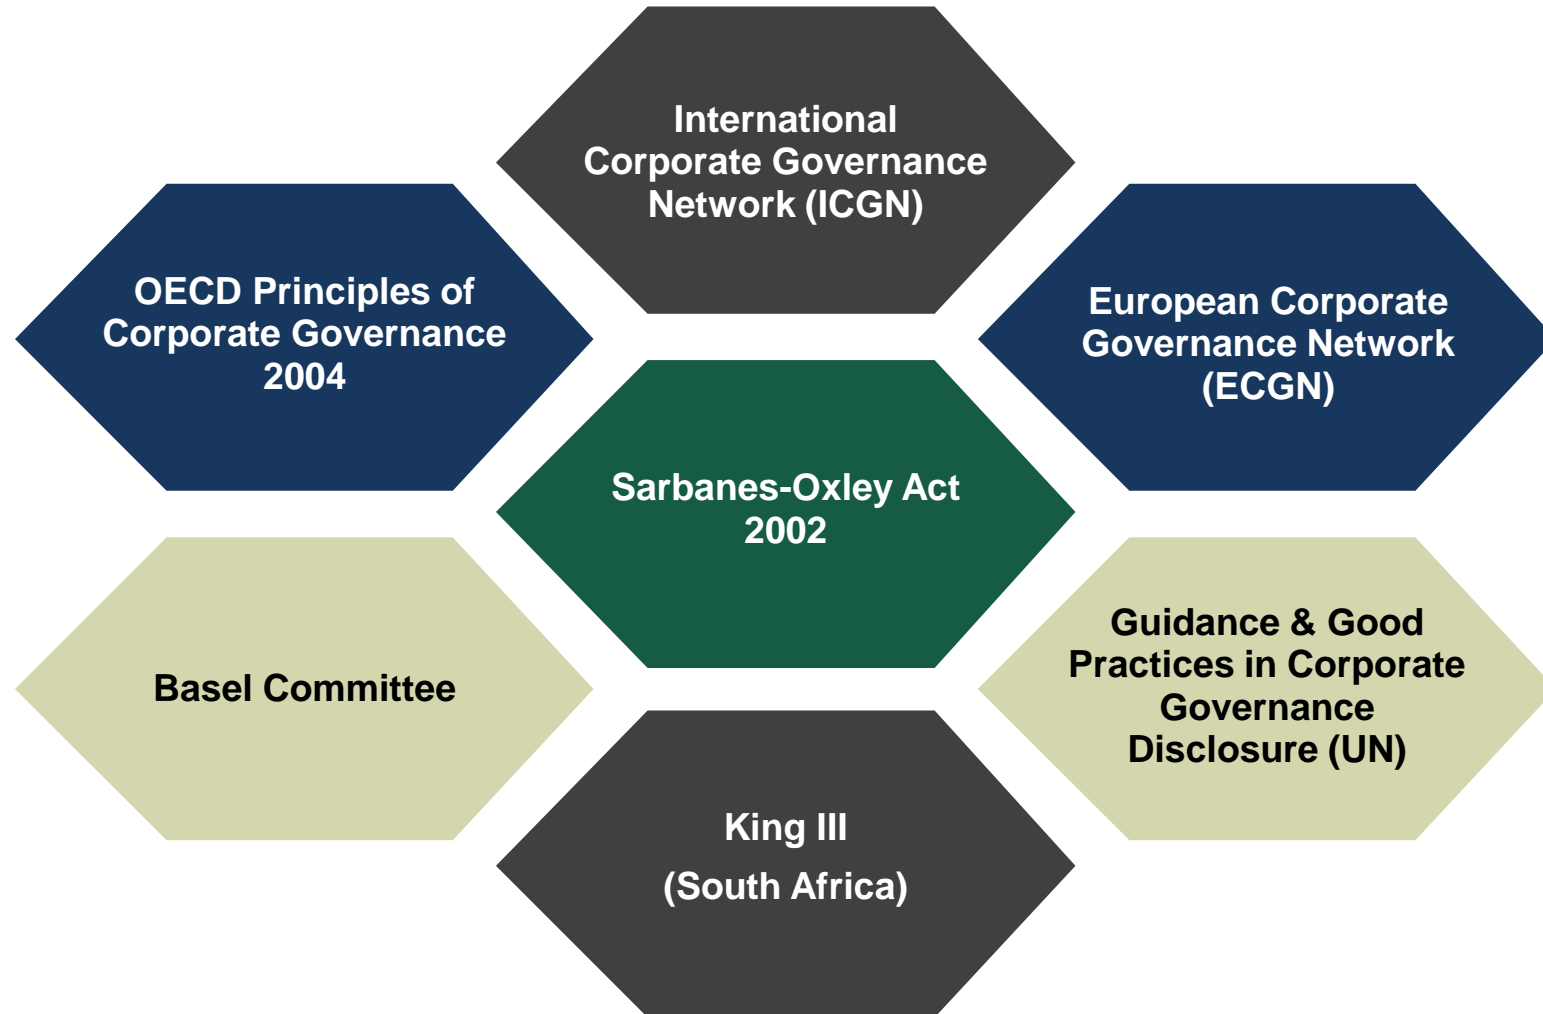 International
Corporate Governance
Network (ICGN)
OECD Principles of
Corporate Governance
2004
European Corporate
Governance Network
(ECGN)
Sarbanes-Oxley Act
2002
Basel Committee
Guidance & Good
Practices in Corporate
Governance
Disclosure (UN)
King III
(South Africa)